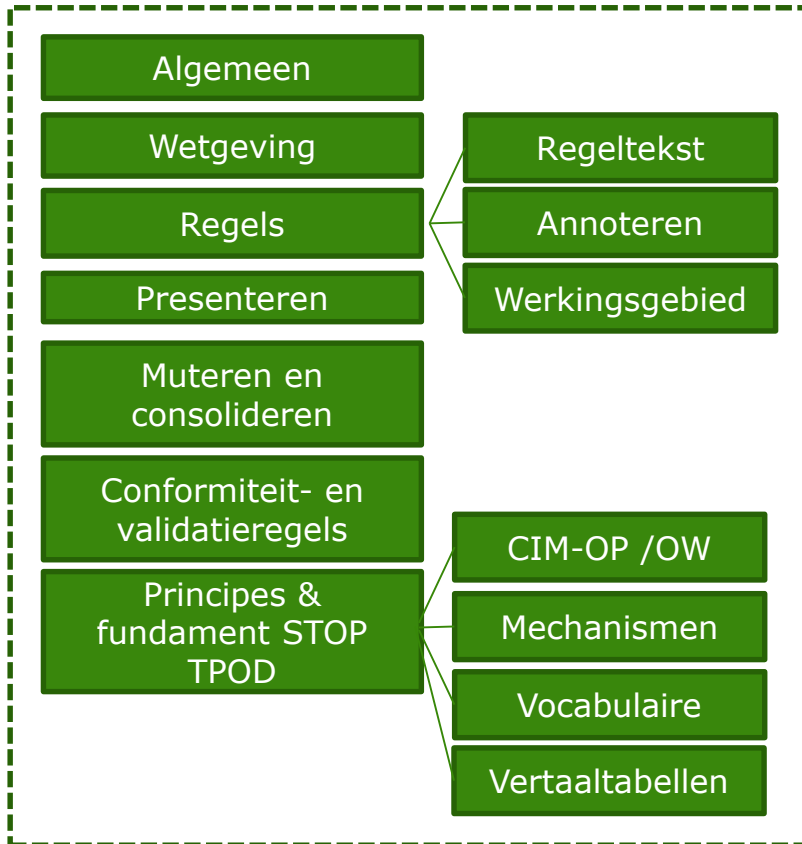 Algemeen
Wetgeving
Regels
Regeltekst
Annoteren
Werkingsgebied
Presenteren
Muteren en
consolideren
Conformiteit- en
validatieregels
Principes &
fundament STOP
TPOD
CIM-OP /OW
Mechanismen
Vocabulaire
Vertaaltabellen